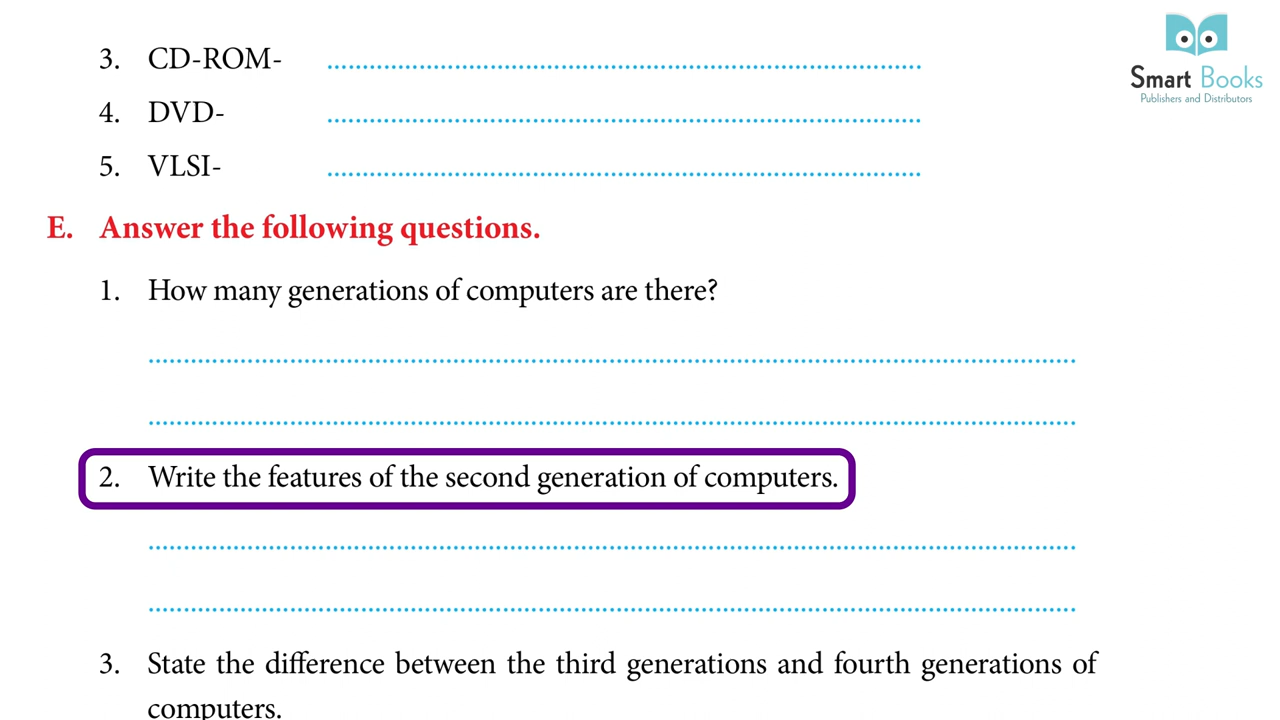 3. CD-ROM- ....................................................................................
4. DVD- ....................................................................................
5. VLSI- ....................................................................................
Smart Books
Publishers and Distributors
E. Answer the following questions.
1. How many generations of computers are there?
....................................................................................
....................................................................................
2. Write the features of the second generation of computers.
....................................................................................
....................................................................................
3. State the difference between the third generations and fourth generations of
computers.